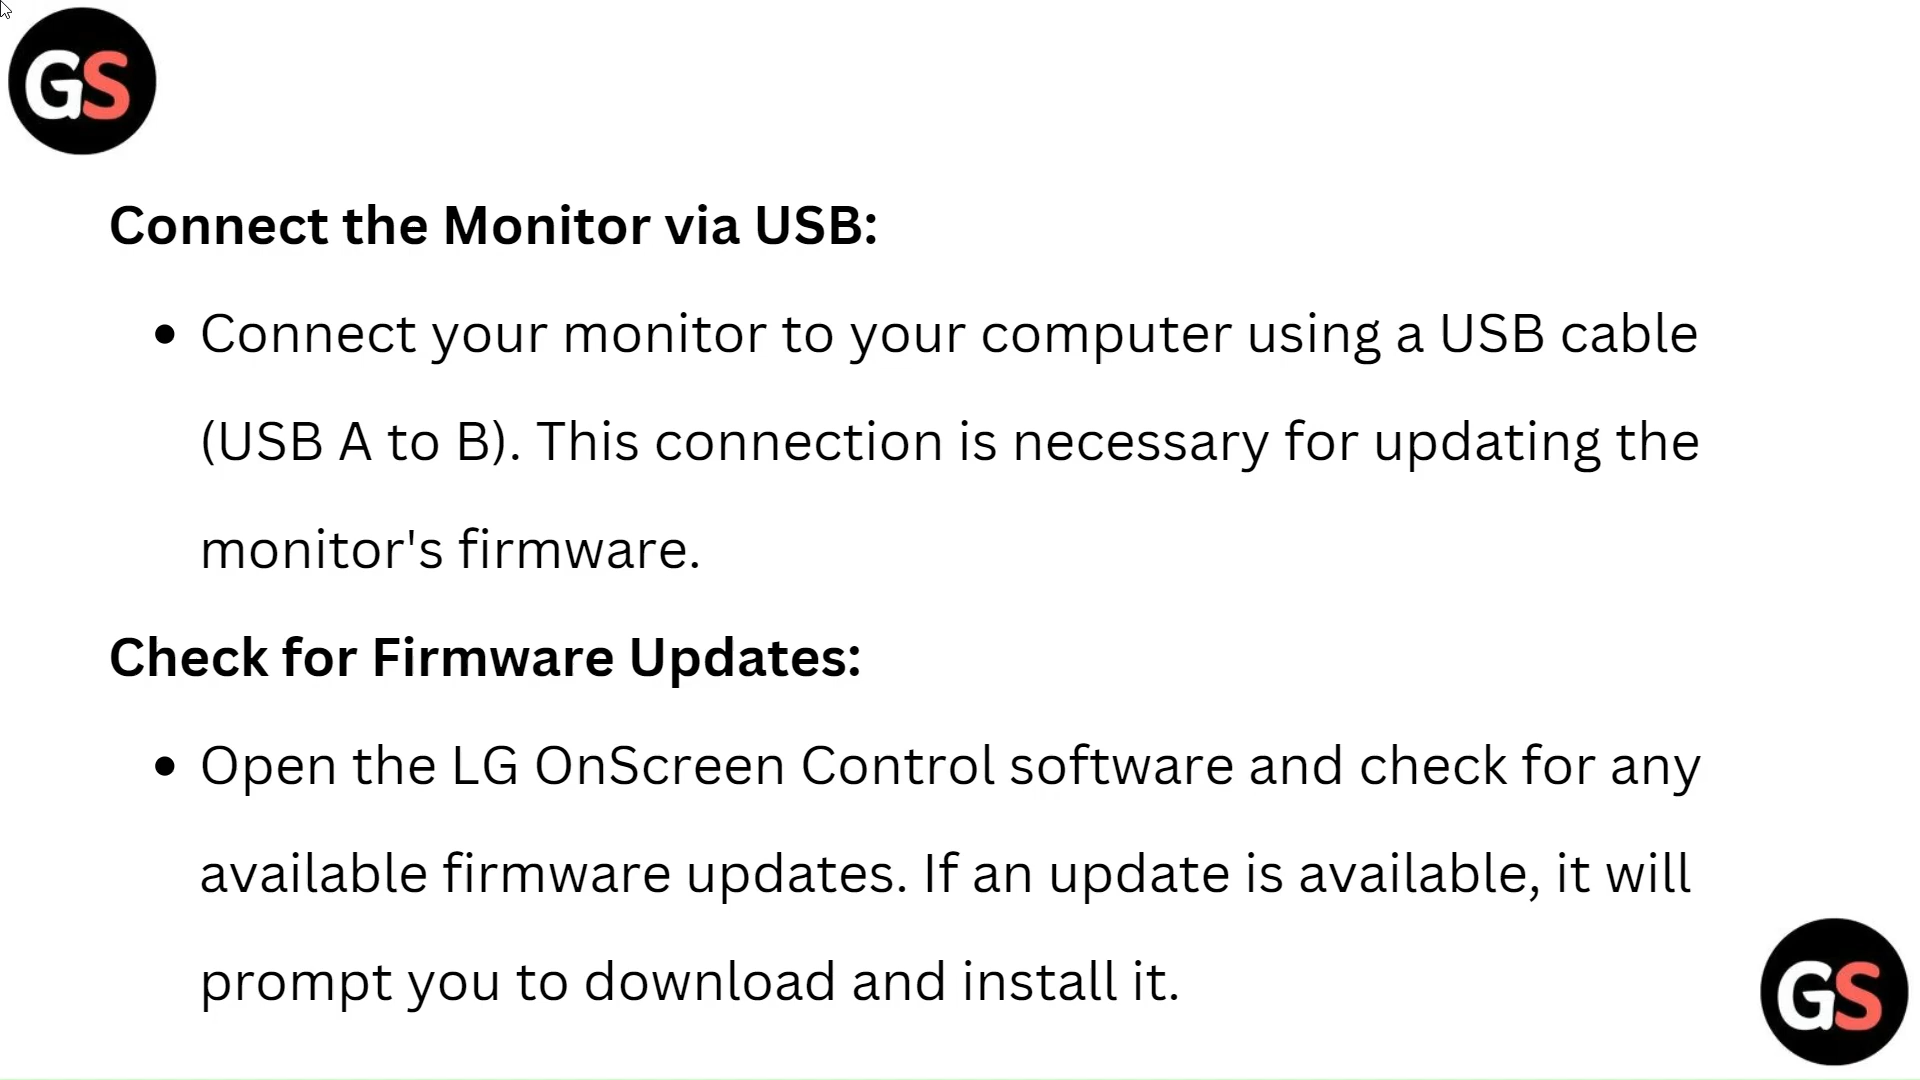 GS
Connect the Monitor via USB:
• Connect your monitor to your computer using a USB cable
(USB A to B). This connection is necessary for updating the
monitor's firmware.
Check for Firmware Updates:
• Open the LG OnScreen Control software and check for any
available firmware updates. If an update is available, it will
prompt you to download and install it.
GS